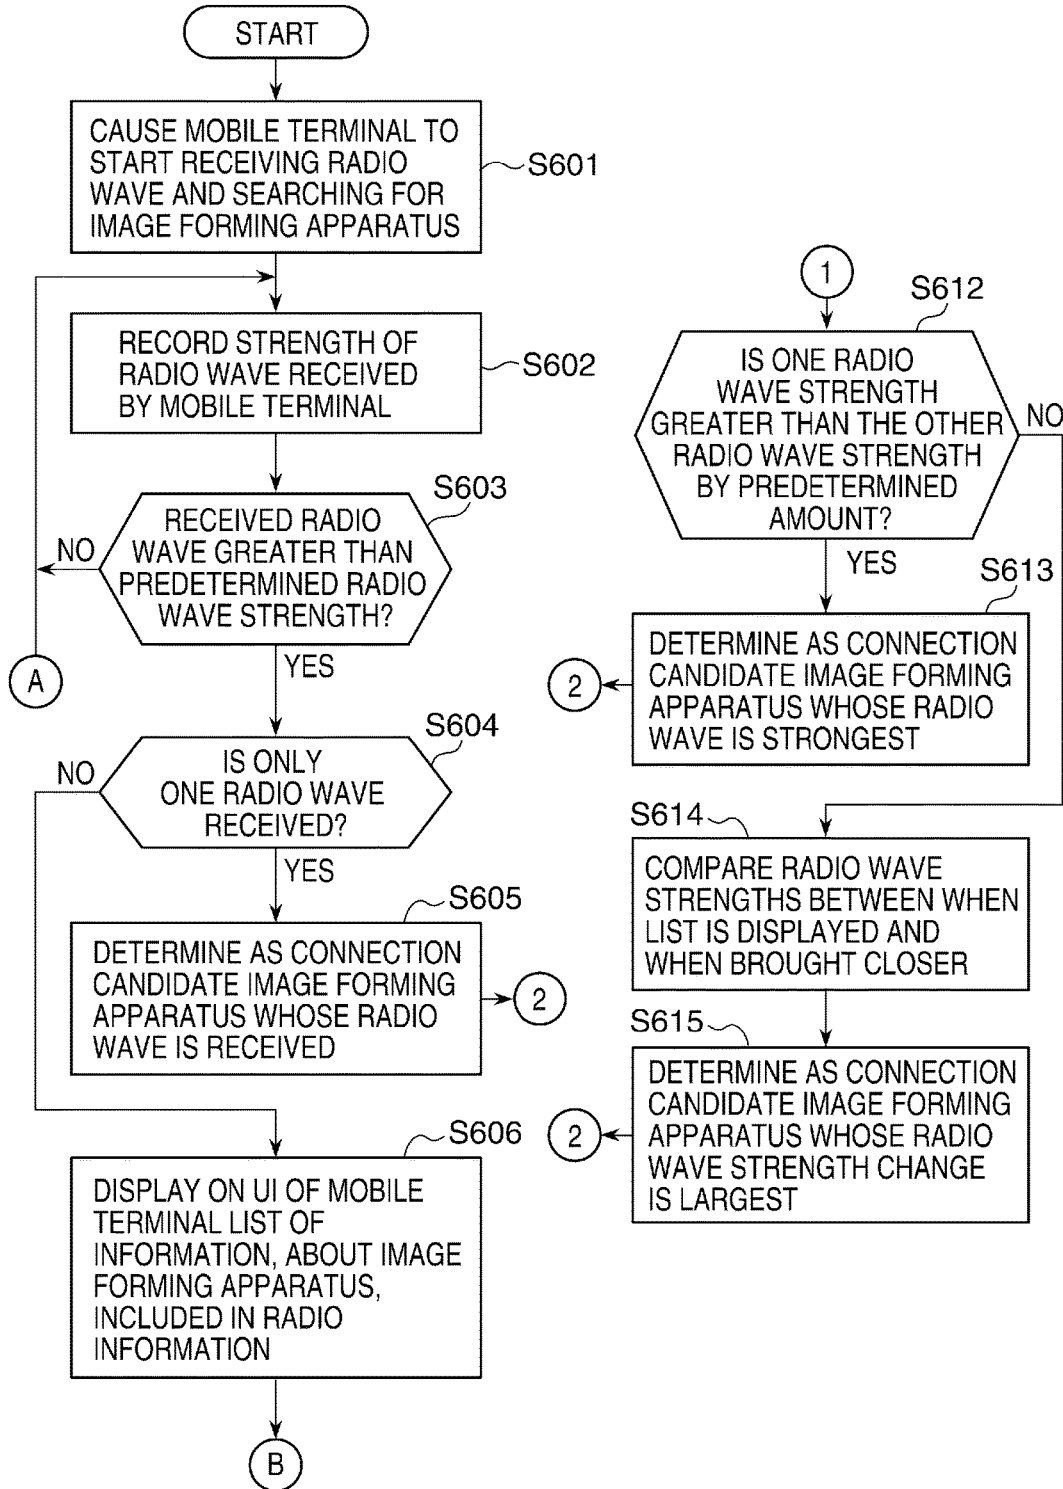 START
CAUSE MOBILE TERMINAL TO
START RECEIVING RADIO
WAVE AND SEARCHING FOR
IMAGE FORMING APPARATUS
S601
RECORD STRENGTH OF
RADIO WAVE RECEIVED
BY MOBILE TERMINAL
S602
S603
RECEIVED RADIO
WAVE GREATER THAN
PREDETERMINED RADIO
WAVE STRENGTH?
NO
A
YES
S604
IS ONLY
ONE RADIO WAVE
RECEIVED?
NO
YES
S605
DETERMINE AS CONNECTION
CANDIDATE IMAGE FORMING
APPARATUS WHOSE RADIO
WAVE IS RECEIVED
2
S606
DISPLAY ON UI OF MOBILE
TERMINAL LIST OF
INFORMATION, ABOUT IMAGE
FORMING APPARATUS,
INCLUDED IN RADIO
INFORMATION
B
1
S612
IS ONE RADIO
WAVE STRENGTH
GREATER THAN THE OTHER
RADIO WAVE STRENGTH
BY PREDETERMINED
AMOUNT?
NO
YES
S613
DETERMINE AS CONNECTION
CANDIDATE IMAGE FORMING
APPARATUS WHOSE RADIO
WAVE IS STRONGEST
2
S614
COMPARE RADIO WAVE
STRENGTHS BETWEEN WHEN
LIST IS DISPLAYED AND
WHEN BROUGHT CLOSER
S615
DETERMINE AS CONNECTION
CANDIDATE IMAGE FORMING
APPARATUS WHOSE RADIO
WAVE STRENGTH CHANGE
IS LARGEST
2